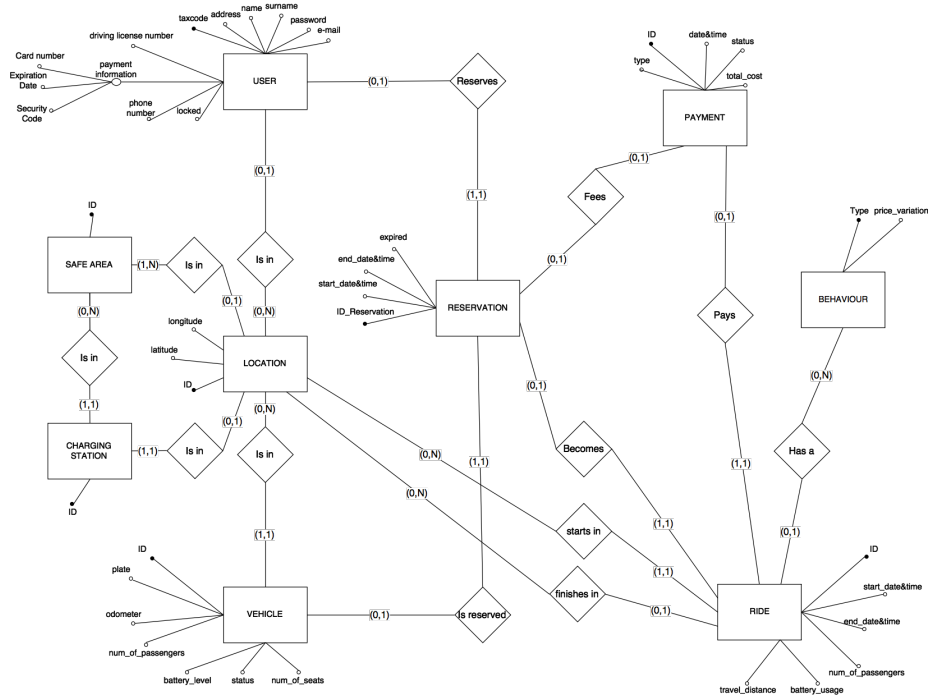 name
surname
address
taxcode
password
e-mail
driving license number
Card number
payment
information
Expiration
Date
Security
Code
phone
number
locked
USER
(0,1)
Reserves
ID
date&time
status
type
total_cost
PAYMENT
(0,1)
Fees
(0,1)
(0,1)
(1,1)
(0,1)
ID
SAFE AREA
(1,N)
Is in
(0,1)
Is in
(0,N)
(0,N)
Is in
(1,1)
CHARGING
STATION
ID
(1,1)
Is in
(0,1)
longitude
latitude
ID
LOCATION
(0,N)
Is in
(1,1)
expired
end_date&time
start_date&time
ID_Reservation
RESERVATION
(0,1)
Becomes
(1,1)
Type
price_variation
BEHAVIOUR
(0,N)
Has a
(0,1)
Pays
(1,1)
(1,1)
(0,N)
starts in
(1,1)
(0,N)
finishes in
(0,1)
ID
plate
odometer
num_of_passengers
battery_level
status
num_of_seats
VEHICLE
(0,1)
Is reserved
RIDE
ID
start_date&time
end_date&time
num_of_passengers
travel_distance
battery_usage